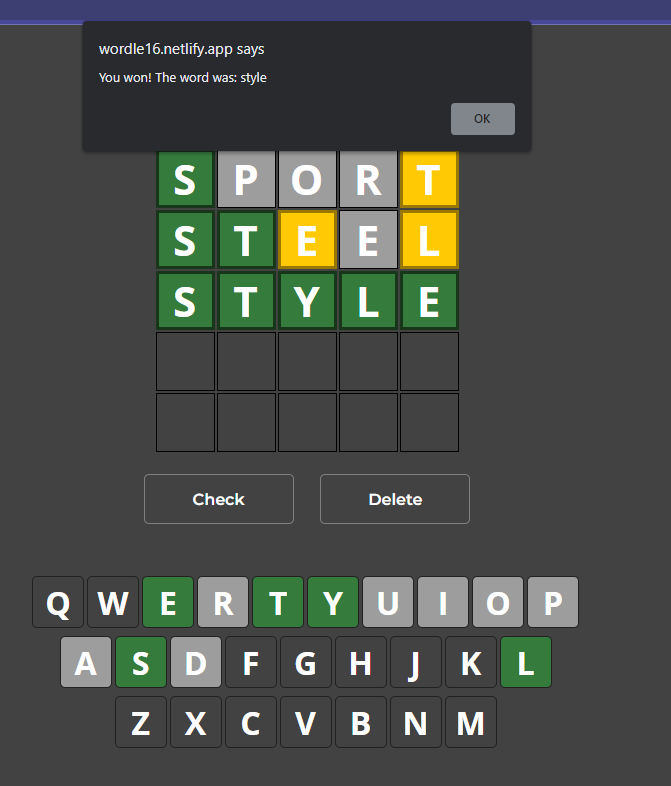 wordle16.netlify.app says
You won! The word was: style
OK
S P O R T
S T E E L
S T Y L E
Check Delete
Q W E R T Y U I O P
A S D F G H J K L
Z X C V B N M